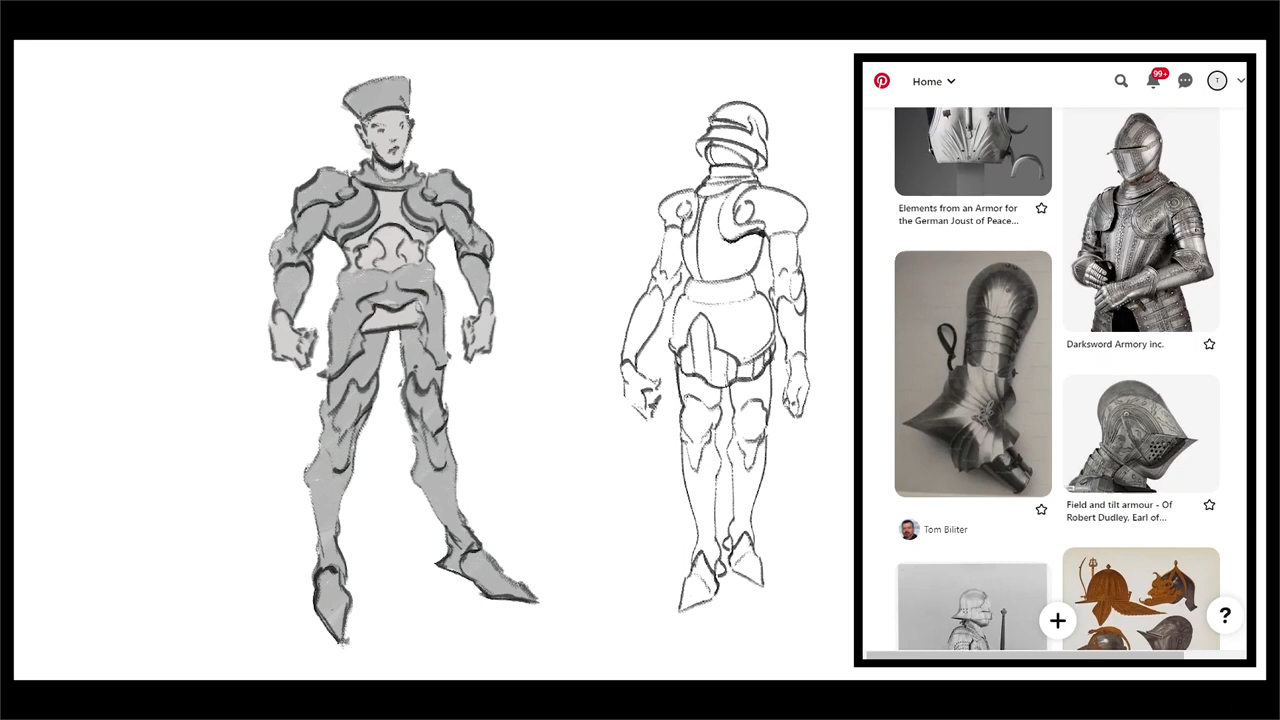 Home
99+
T
Elements from an Armor for
the German Joust of Peace...
Darksword Armory inc.
Field and tilt armour - Of
Robert Dudley, Earl of...
Tom Biliter
+
?